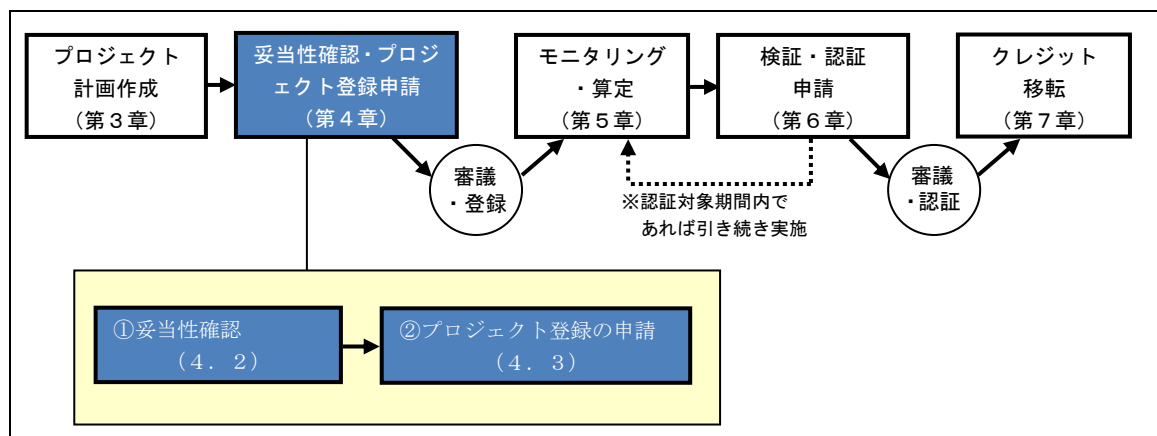 プロジェクト
計画作成
（第３章）
妥当性確認・プロジ
ェクト登録申請
（第４章）
モニタリング
・算定
（第５章）
検証・認証
申請
（第６章）
クレジット
移転
（第７章）
審議
・登録
※認証対象期間内で
あれば引き続き実施
審議
・認証
①妥当性確認
（４．２）
②プロジェクト登録の申請
（４．３）